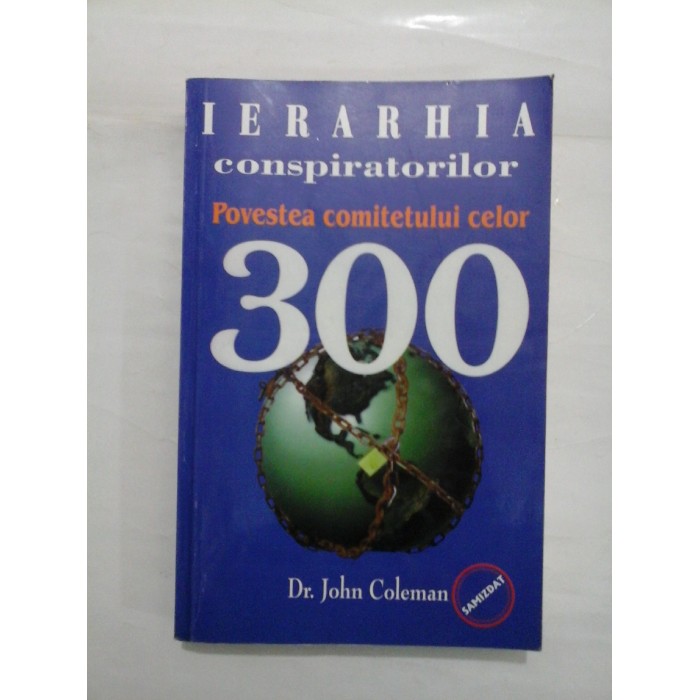 IERARHIA
conspiratorilor
Povestea comitetului celor
300
Dr. John Coleman
SAMIZDAT